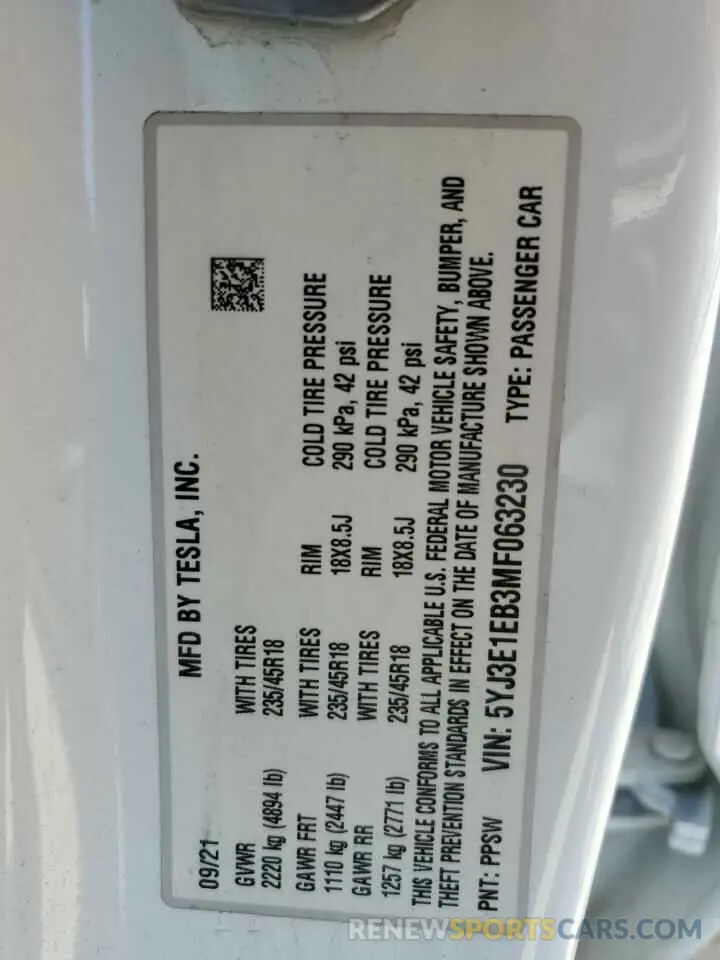 MFD BY TESLA, INC.
09/21
GVWR WITH TIRES
2220 kg (4894 lb) 235/45R18
GAWR FRT WITH TIRES RIM COLD TIRE PRESSURE
1110 kg (2447 lb) 235/45R18 18X8.5J 290 kPa, 42 psi
GAWR RR WITH TIRES RIM COLD TIRE PRESSURE
1257 kg (2771 lb) 235/45R18 18X8.5J 290 kPa, 42 psi
THIS VEHICLE CONFORMS TO ALL APPLICABLE U.S. FEDERAL MOTOR VEHICLE SAFETY, BUMPER, AND
THEFT PREVENTION STANDARDS IN EFFECT ON THE DATE OF MANUFACTURE SHOWN ABOVE.
PNT: PPSW VIN: 5YJ3E1EB3MF063230 TYPE: PASSENGER CAR
RENEWSPORTSCARS.COM